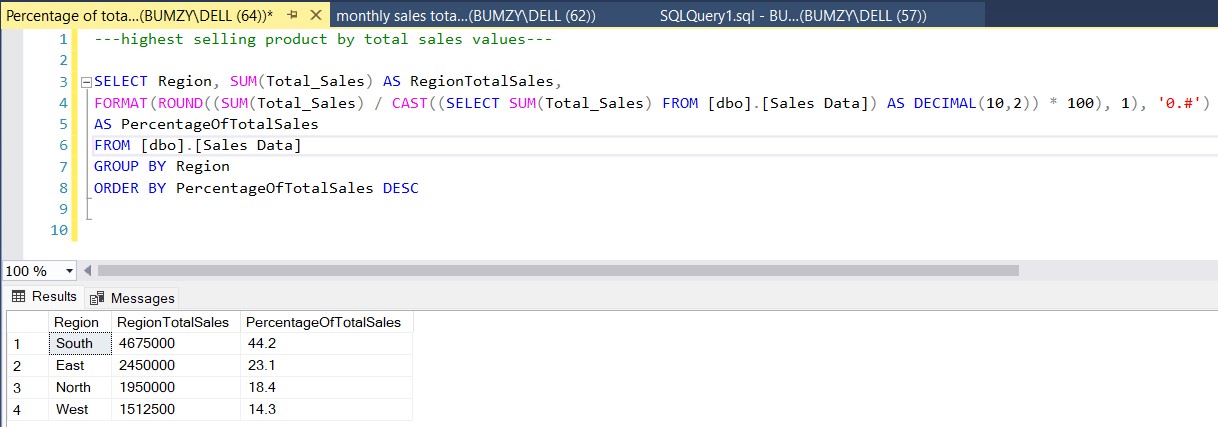 Percentage of tota...(BUMZY\DELL (64))* monthly sales tota...(BUMZY\DELL (62)) SQLQuery1.sql - BU...(BUMZY\DELL (57))
1 ---highest selling product by total sales values---
2
3 SELECT Region, SUM(Total_Sales) AS RegionTotalSales,
4 FORMAT(ROUND((SUM(Total_Sales) / CAST((SELECT SUM(Total_Sales) FROM [dbo].[Sales Data]) AS DECIMAL(10,2)) * 100), 1), '0.#')
5 AS PercentageOfTotalSales
6 FROM [dbo].[Sales Data]
7 GROUP BY Region
8 ORDER BY PercentageOfTotalSales DESC
9
10
100 %
Results Messages
Region RegionTotalSales PercentageOfTotalSales
1 South 4675000 44.2
2 East 2450000 23.1
3 North 1950000 18.4
4 West 1512500 14.3